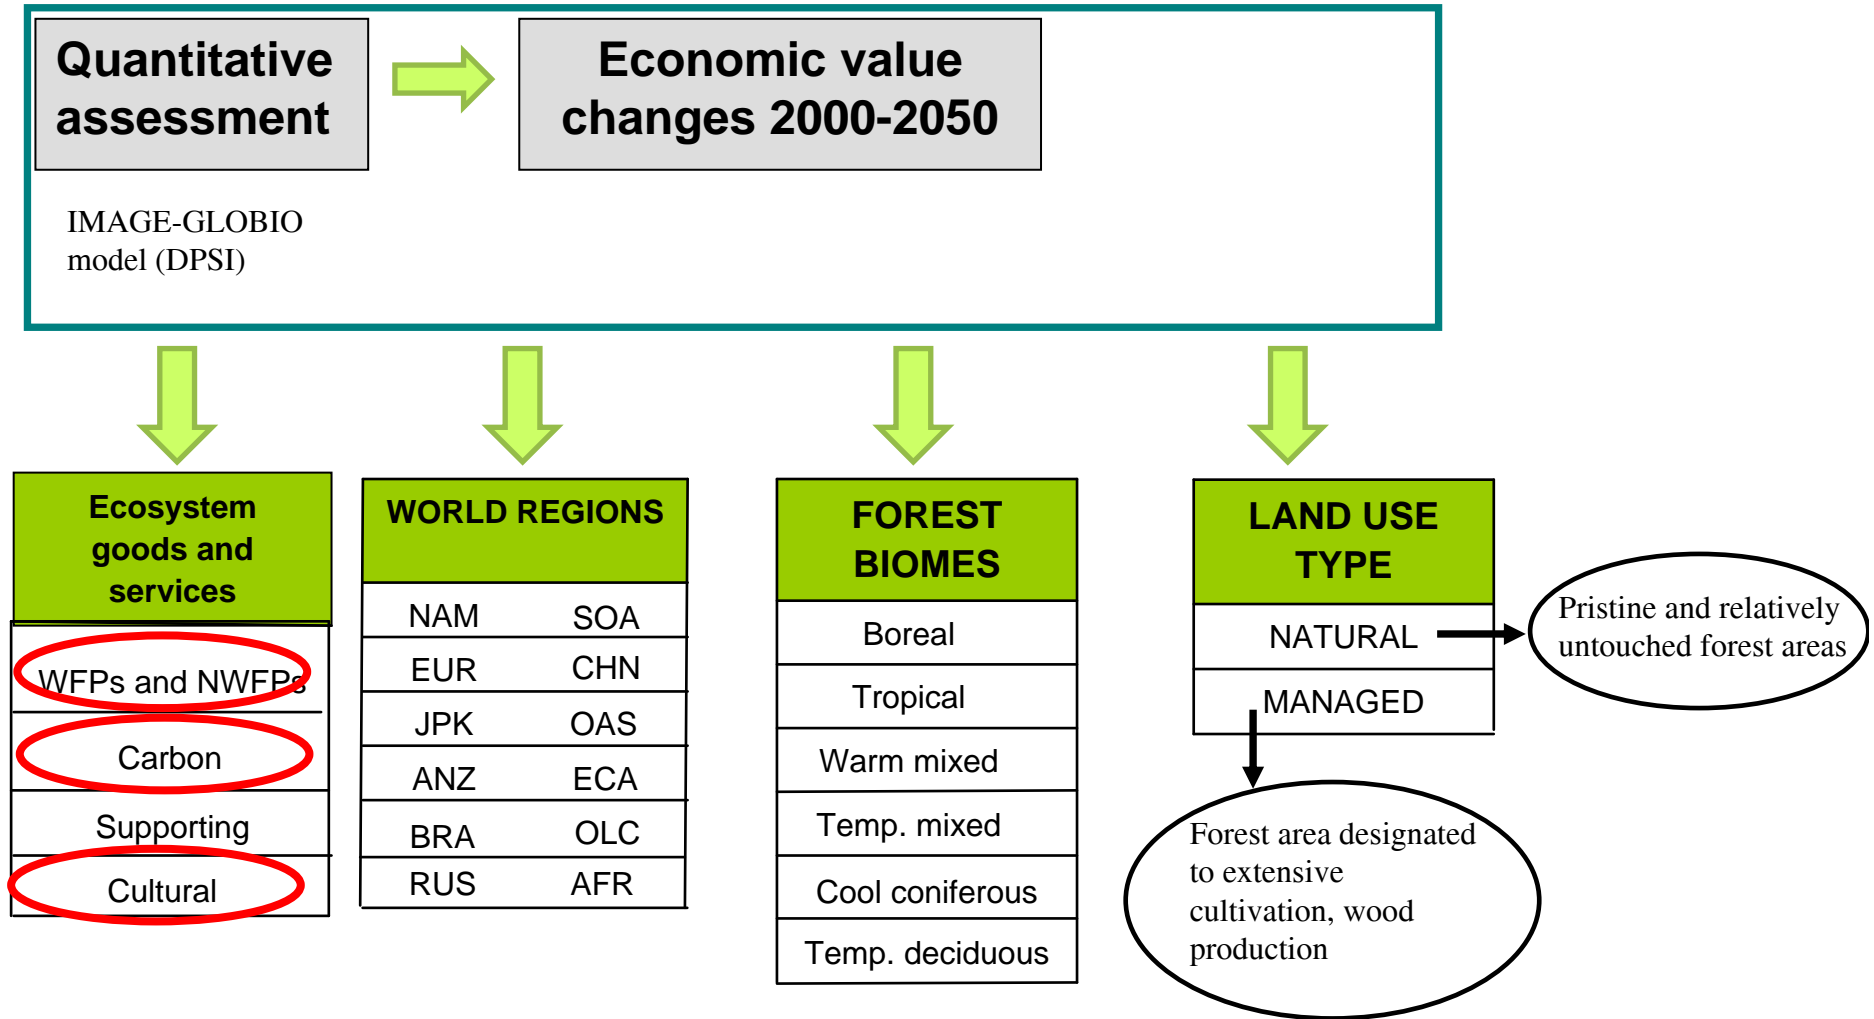 Quantitative
assessment
Economic value
changes 2000-2050
IMAGE-GLOBIO
model (DPSI)
Ecosystem
goods and
services
WFPs and NWFPs
Carbon
Supporting
Cultural
WORLD REGIONS
NAM SOA
EUR CHN
JPK OAS
ANZ ECA
BRA OLC
RUS AFR
FOREST
BIOMES
Boreal
Tropical
Warm mixed
Temp. mixed
Cool coniferous
Temp. deciduous
LAND USE
TYPE
NATURAL
MANAGED
Pristine and relatively
untouched forest areas
Forest area designated
to extensive
cultivation, wood
production